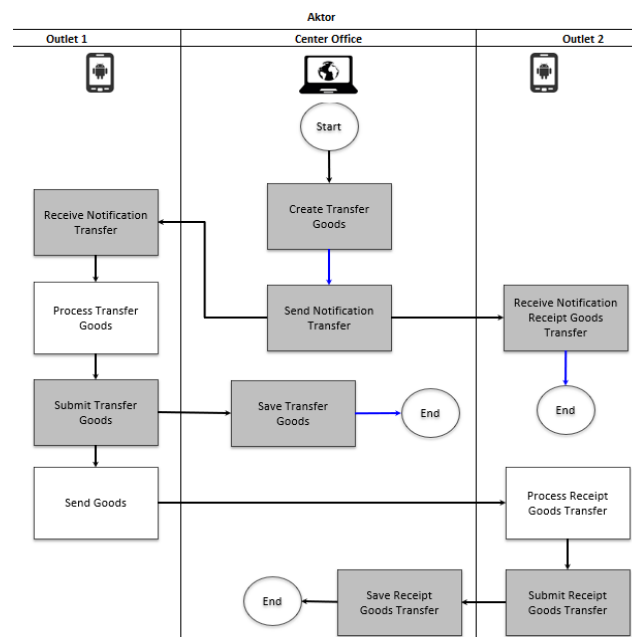 Aktor
Outlet 1
Center Office
Outlet 2
Start
Create Transfer
Goods
Receive Notification
Transfer
Send Notification
Transfer
Receive Notification
Receipt Goods
Transfer
Process Transfer
Goods
Submit Transfer
Goods
Save Transfer
Goods
End
End
Send Goods
Process Receipt
Goods Transfer
End
Save Receipt
Goods Transfer
Submit Receipt
Goods Transfer